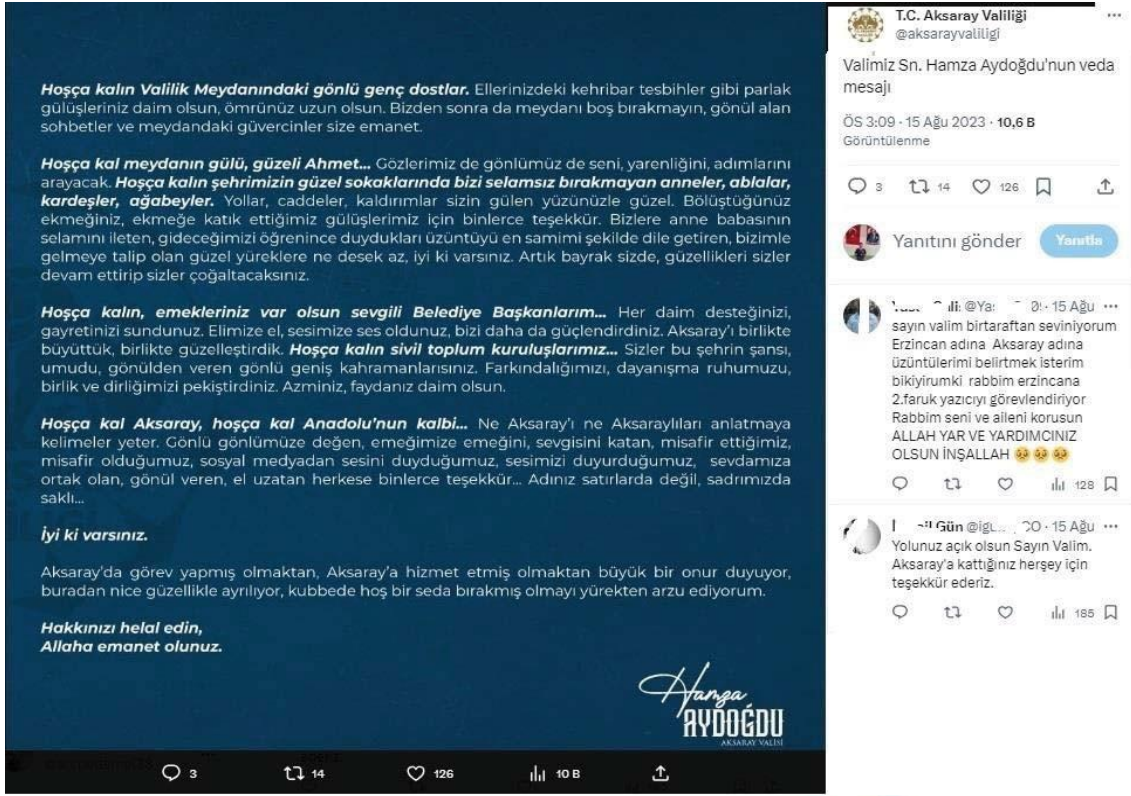 Hoşça kalın Valilik Meydanındaki gönlü genç dostlar. Ellerinizdeki kehribar tesbihler gibi parlak
gülüşleriniz daim olsun, ömrünüz uzun olsun. Bizden sonra da meydanı boş bırakmayın, gönül alan
sohbetler ve meydandaki güvercinler size emanet.
Hoşça kal meydanın gülü, güzeli Ahmet... Gözlerimiz de gönlümüz de seni, yarenliğini, adımlarını
arayacak. Hoşça kalın şehrimizin güzel sokaklarında bizi selamsız bırakmayan anneler, ablalar,
kardeşler, ağabeyler. Yollar, caddeler, kaldırımlar sizin gülen yüzünüzle güzel. Bölüştüğünüz
ekmeğiniz, ekmeğe katık ettiğimiz gülüşlerimiz için binlerce teşekkür. Bizlere anne babasının
selamını ileten, gideceğimizi öğrenince duydukları üzüntüyü en samimi şekilde dile getiren, bizimle
gelmeye talip olan güzel yüreklere ne desek az, iyi ki varsınız. Artık bayrak sizde, güzellikleri sizler
devam ettirip sizler çoğaltacaksınız.
Hoşça kalın, emekleriniz var olsun sevgili Belediye Başkanlarım... Her daim desteğinizi,
gayretinizi sundunuz. Elimize el, sesimize ses oldunuz, bizi daha da güçlendirdiniz. Aksaray'ı birlikte
büyüttük, birlikte güzelleştirdik. Hoşça kalın sivil toplum kuruluşlarımız... Sizler bu şehrin şansı,
umudu, gönülden veren gönlü geniş kahramanlarısınız. Farkındalığımızı, dayanışma ruhumuzu,
birlik ve dirliğimizi pekiştirdiniz. Azminiz, faydanız daim olsun.
Hoşça kal Aksaray, hoşça kal Anadolu'nun kalbi... Ne Aksaray'ı ne Aksaraylıları anlatmaya
kelimeler yeter. Gönlü gönlümüze değen, emeğimize emeğini, sevgisini katan, misafir ettiğimiz,
misafir olduğumuz, sosyal medyadan sesini duyduğumuz, sesimizi duyurduğumuz, sevdamıza
ortak olan, gönül veren, el uzatan herkese binlerce teşekkür... Adınız satırlarda değil, sadrımızda
saklı...
İyi ki varsınız.
Aksaray'da görev yapmış olmaktan, Aksaray'a hizmet etmiş olmaktan büyük bir onur duyuyor,
buradan nice güzellikle ayrılıyor, kubbede hoş bir seda bırakmış olmayı yürekten arzu ediyorum.
Hakkınızı helal edin,
Allaha emanet olunuz.
Hamza
AYDOĞDU
AKSARAY VALİSİ
3 14 126 10 B
T.C. Aksaray Valiliği
@aksarayvaliligi
Valimiz Sn. Hamza Aydoğdu'nun veda
mesajı
ÖS 3:09 · 15 Ağu 2023 · 10,6 B
Görüntülenme
3 14 126
Yanıtını gönder Yanıtla
15 Ağu
sayın valim birtaraftan seviniyorum
Erzincan adına Aksaray adına
üzüntülerimi belirtmek isterim
bikiyirumki rabbim erzincana
2.faruk yazıcıyı görevlendiriyor
Rabbim seni ve aileni korusun
ALLAH YAR VE YARDIMCINIZ
OLSUN İNŞALLAH 🥺🥺🥺
128
Gün 15 Ağu
Yolunuz açık olsun Sayın Valim.
Aksaray'a kattığınız herşey için
teşekkür ederiz.
185